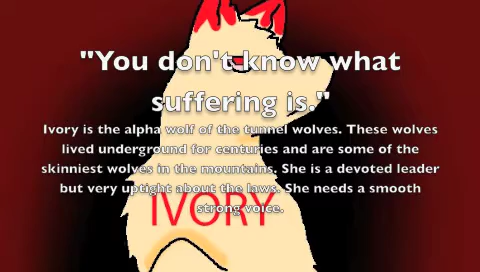 "You don't know what
suffering is."
Ivory is the alpha wolf of the tunnel wolves. These wolves
lived underground for centuries and are some of the
skinniest wolves in the mountains. She is a devoted leader
but very uptight about the laws. She needs a smooth
strong voice.
IVORY